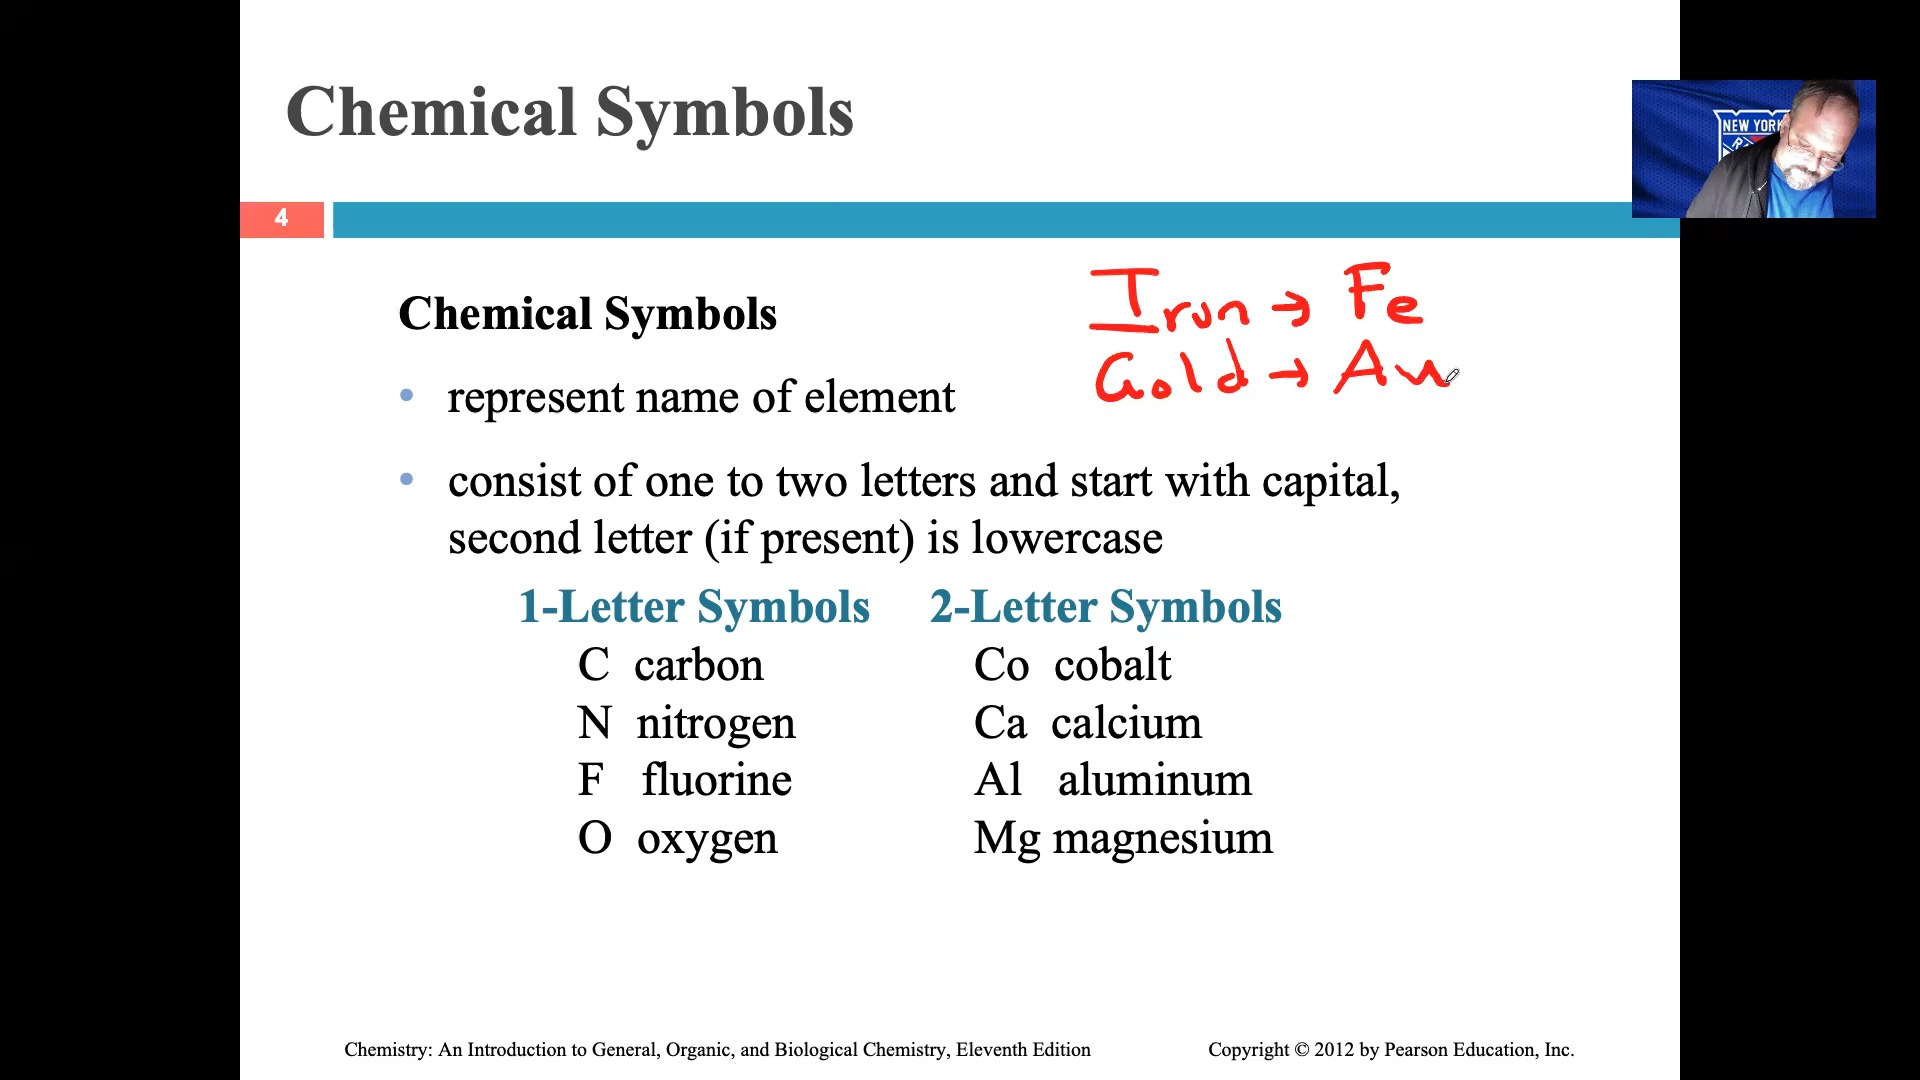 Chemical Symbols
NEW YORK
4
Iron → Fe
Gold → Au
Chemical Symbols
• represent name of element
• consist of one to two letters and start with capital,
second letter (if present) is lowercase
1-Letter Symbols 2-Letter Symbols
C carbon Co cobalt
N nitrogen Ca calcium
F fluorine Al aluminum
O oxygen Mg magnesium
Chemistry: An Introduction to General, Organic, and Biological Chemistry, Eleventh Edition Copyright © 2012 by Pearson Education, Inc.